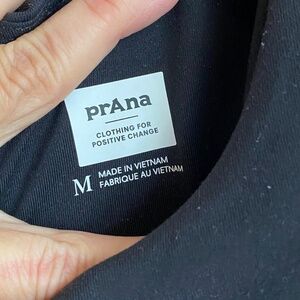 prAna
CLOTHING FOR
POSITIVE CHANGE
M
MADE IN VIETNAM
FABRIQUE AU VIETNAM